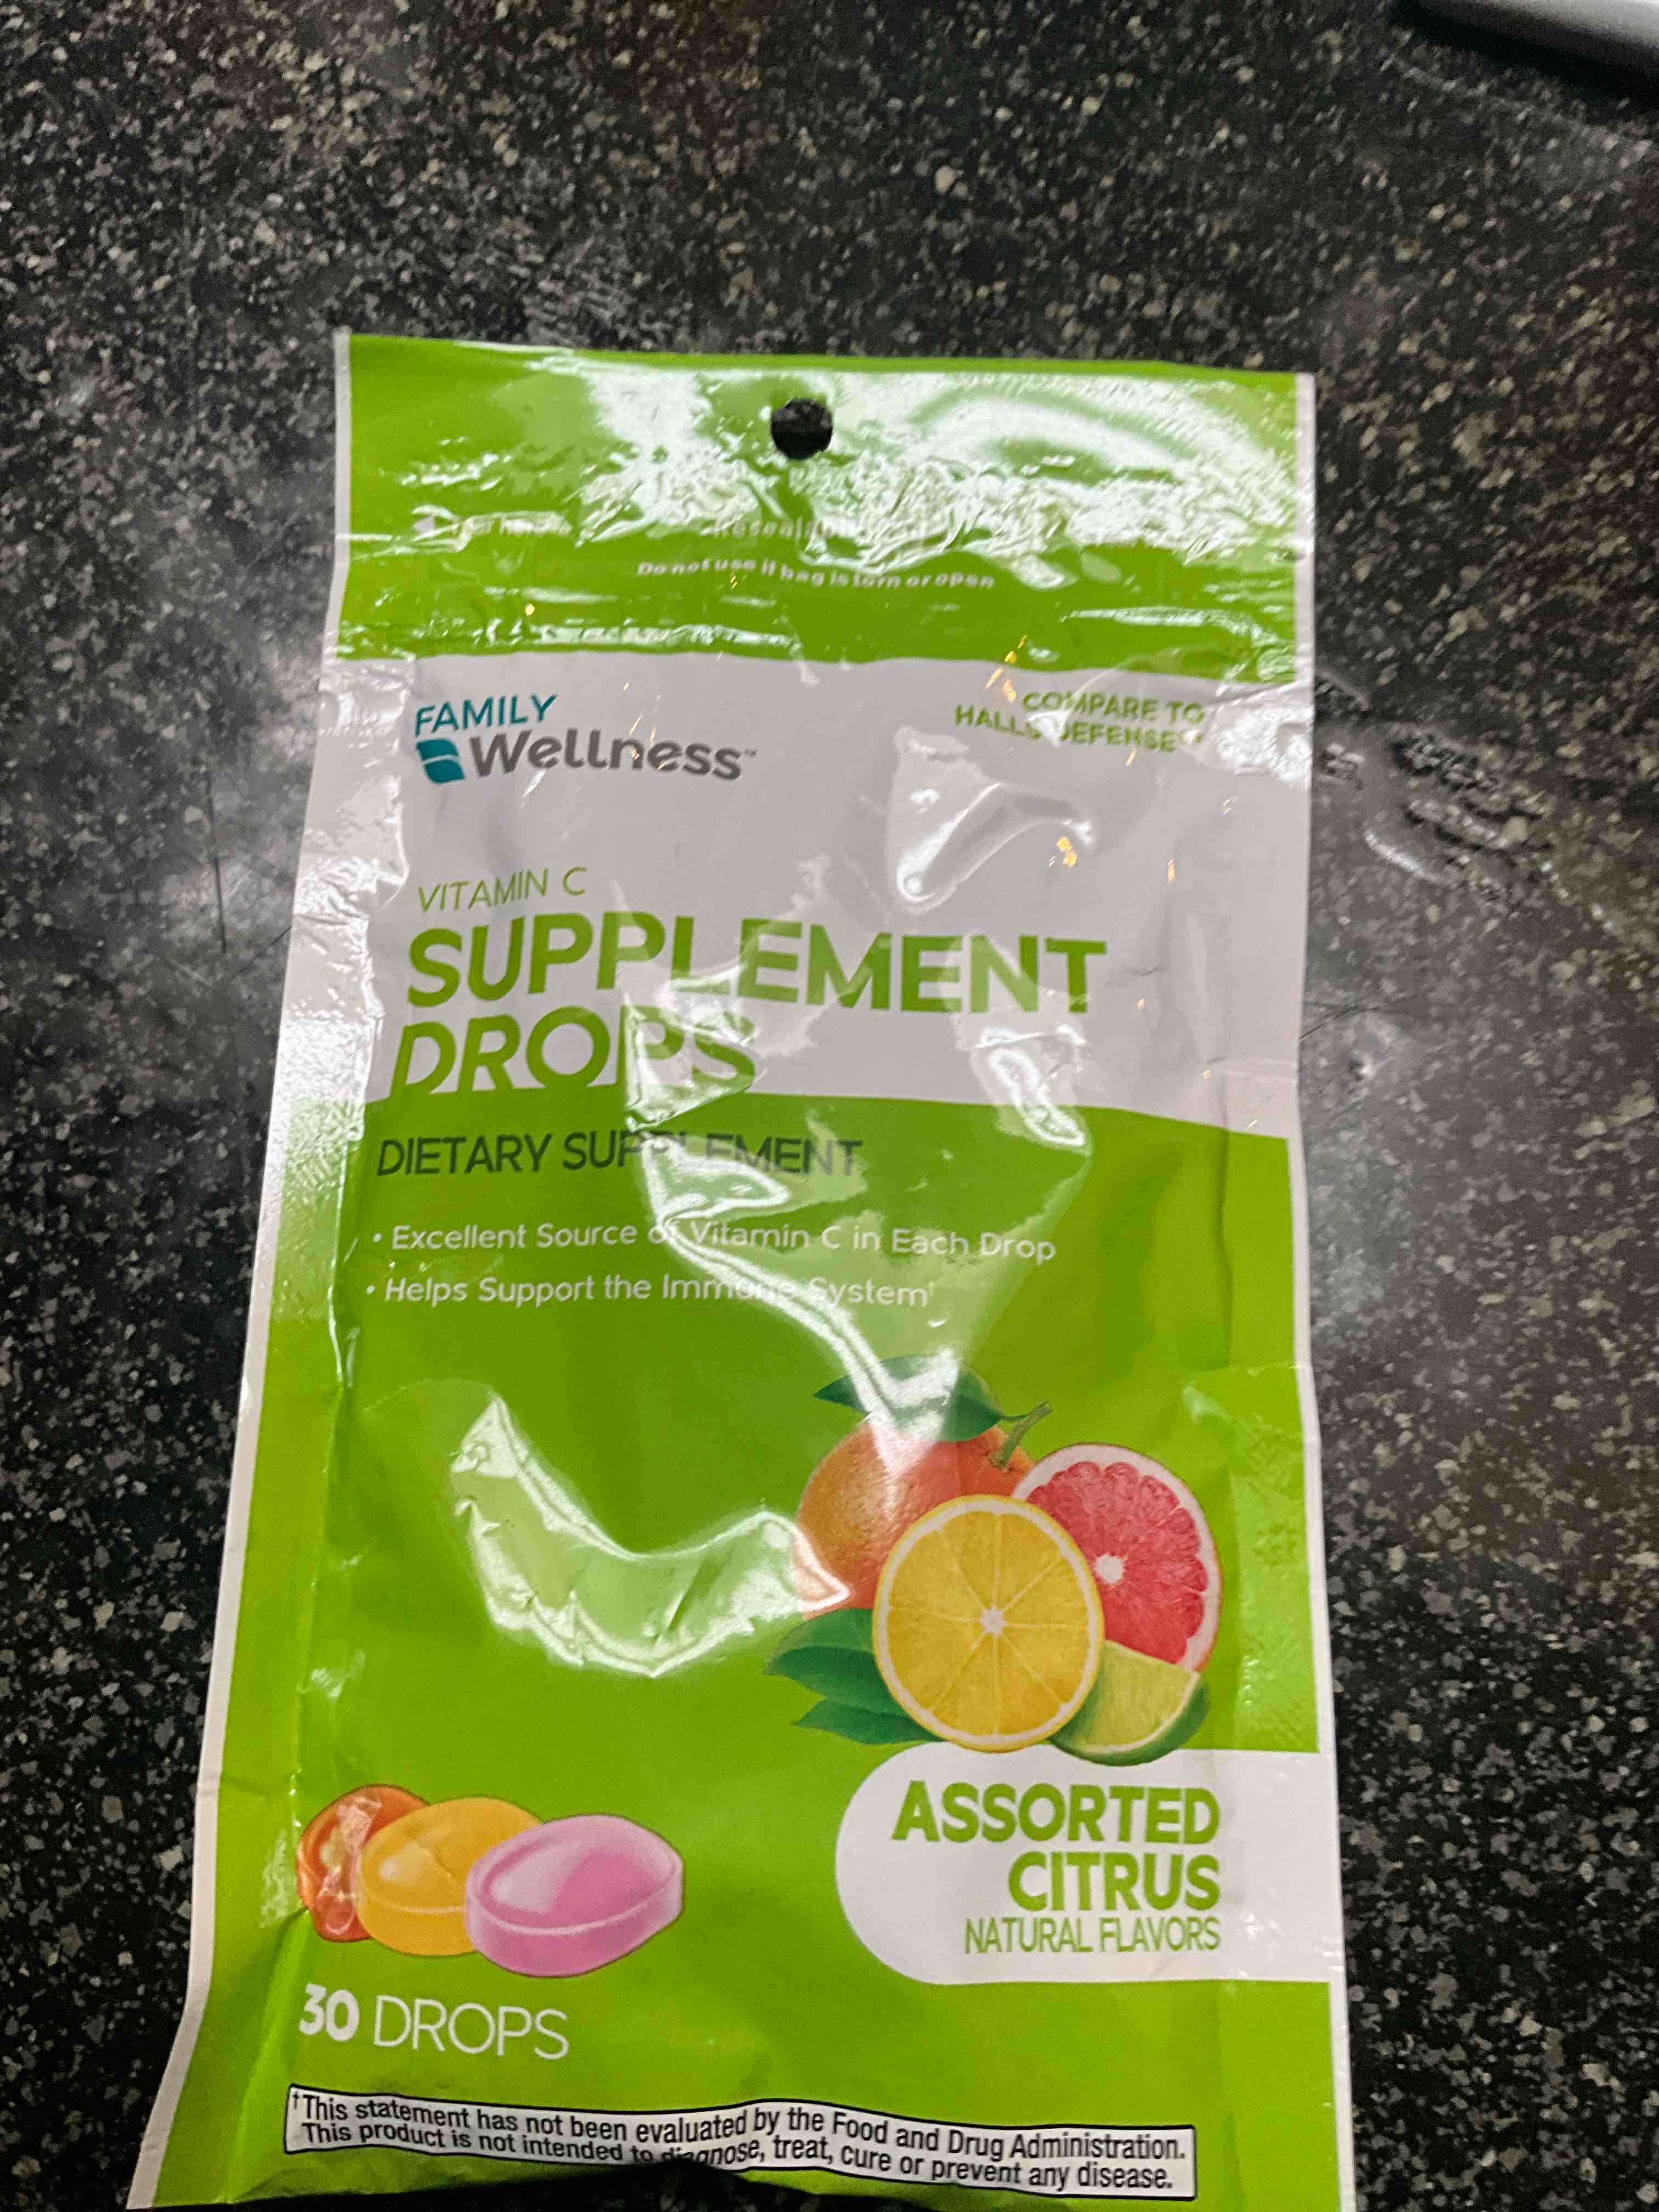 Do not use if bag is torn or open
FAMILY
Wellness™
COMPARE TO
HALLS DEFENSE
VITAMIN C
SUPPLEMENT
DROPS
DIETARY SUPPLEMENT
• Excellent Source of Vitamin C in Each Drop
• Helps Support the Immune System†
ASSORTED
CITRUS
NATURAL FLAVORS
30 DROPS
†This statement has not been evaluated by the Food and Drug Administration.
This product is not intended to diagnose, treat, cure or prevent any disease.